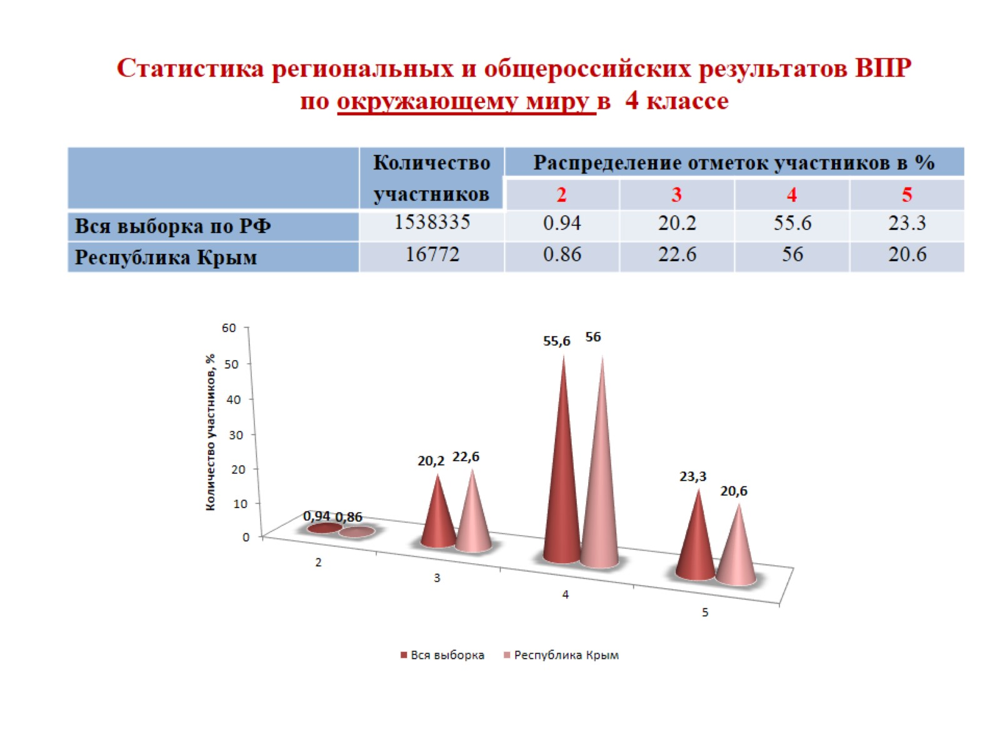 Статистика региональных и общероссийских результатов ВПР
по окружающему миру в 4 классе
Количество участников
Распределение отметок участников в %
2 3 4 5
Вся выборка по РФ 1538335 0.94 20.2 55.6 23.3
Республика Крым 16772 0.86 22.6 56 20.6
Количество участников, %
60
50
40
30
20
10
0
0,94 0,86
20,2 22,6
55,6 56
23,3 20,6
2
3
4
5
Вся выборка Республика Крым